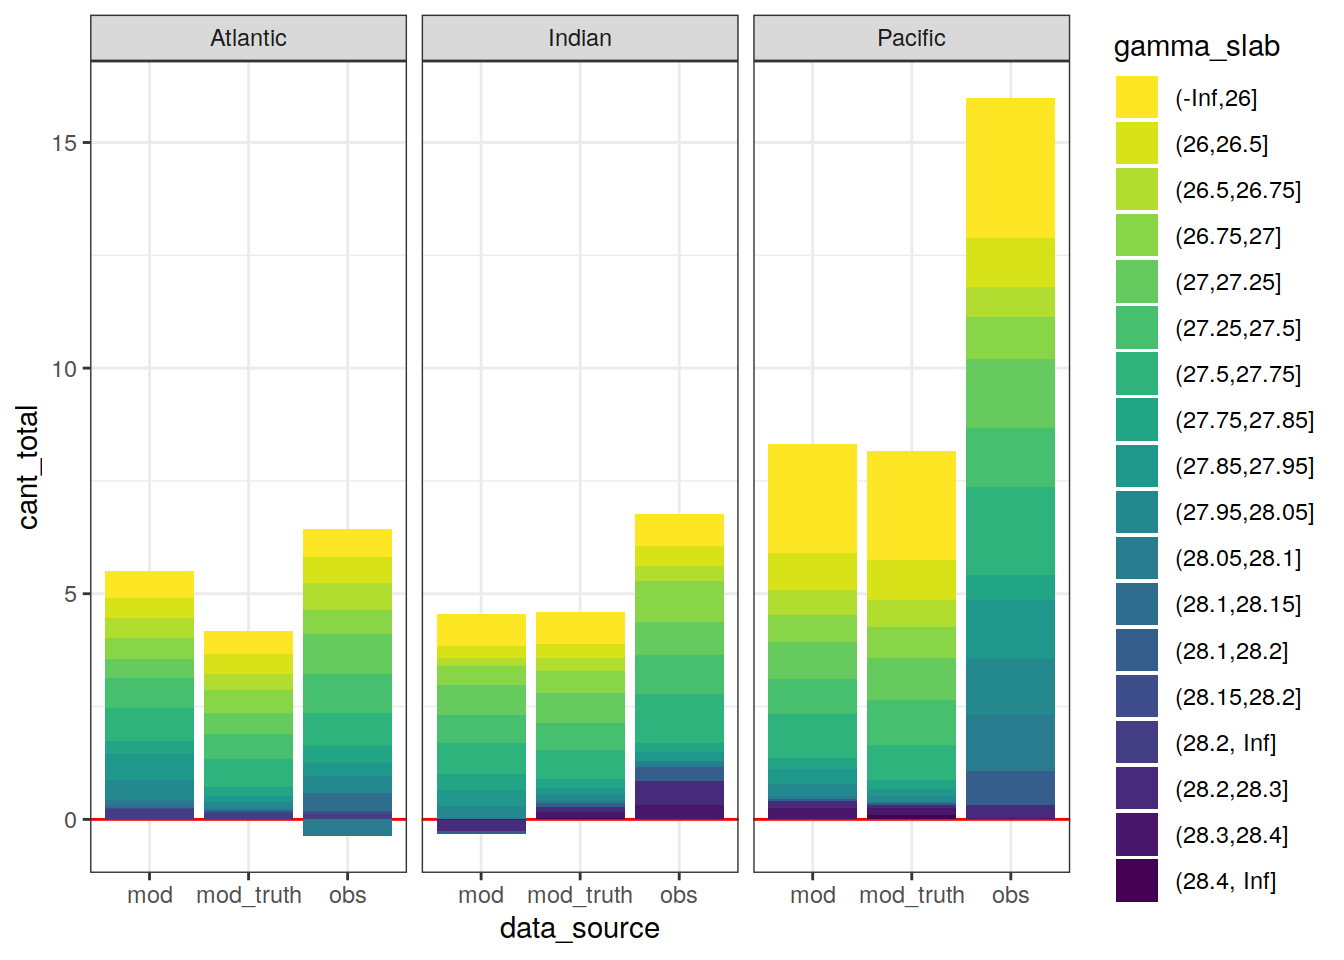 Atlantic Indian Pacific
gamma_slab
(-Inf,26]
(26,26.5]
(26.5,26.75]
(26.75,27]
(27,27.25]
(27.25,27.5]
(27.5,27.75]
(27.75,27.85]
(27.85,27.95]
(27.95,28.05]
(28.05,28.1]
(28.1,28.15]
(28.1,28.2]
(28.15,28.2]
(28.2, Inf]
(28.2,28.3]
(28.3,28.4]
(28.4, Inf]
cant_total
15
10
5
0
mod mod_truth obs mod mod_truth obs mod mod_truth obs
data_source